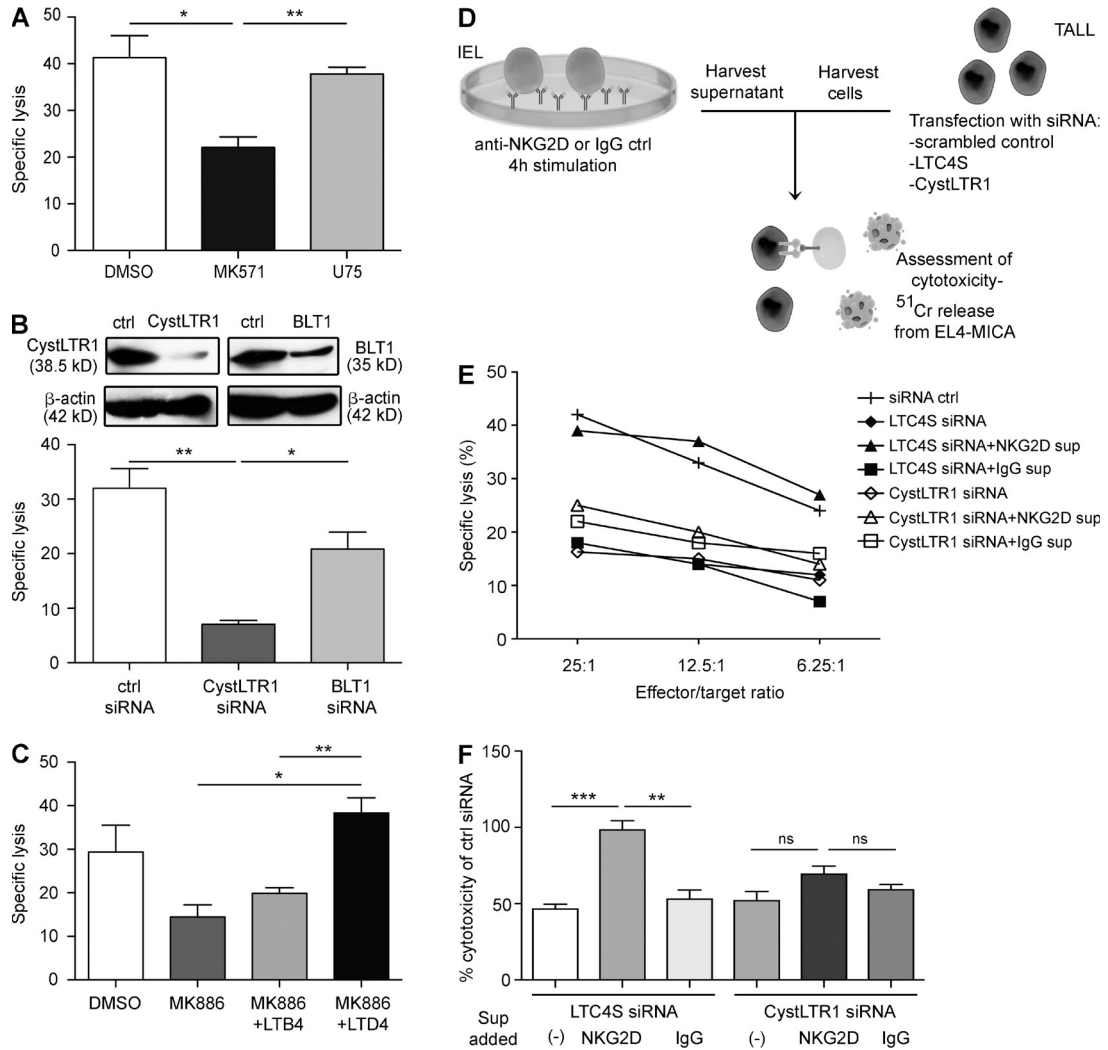 A
50
40
30
20
10
0
Specific lysis
*
**
DMSO
MK571
U75
B
ctrl CystLTR1 ctrl BLT1
CystLTR1
(38.5 kD)
BLT1
(35 kD)
β-actin
(42 kD)
β-actin
(42 kD)
40
30
20
10
0
Specific lysis
**
*
ctrl
siRNA
CystLTR1
siRNA
BLT1
siRNA
C
50
40
30
20
10
0
Specific lysis
**
*
DMSO
MK886
MK886
+LTB4
MK886
+LTD4
D
IEL
anti-NKG2D or IgG ctrl
4h stimulation
Harvest
supernatant
Harvest
cells
TALL
Transfection with siRNA:
-scrambled control
-LTC4S
-CystLTR1
Assessment of
cytotoxicity-
51Cr release
from EL4-MICA
E
50
40
30
20
10
0
Specific lysis (%)
25:1
12.5:1
6.25:1
Effector/target ratio
siRNA ctrl
LTC4S siRNA
LTC4S siRNA+NKG2D sup
LTC4S siRNA+IgG sup
CystLTR1 siRNA
CystLTR1 siRNA+NKG2D sup
CystLTR1 siRNA+IgG sup
F
150
100
50
0
% cytotoxicity of ctrl siRNA
***
**
ns
ns
LTC4S siRNA
CystLTR1 siRNA
Sup
added
(-) NKG2D IgG (-) NKG2D IgG